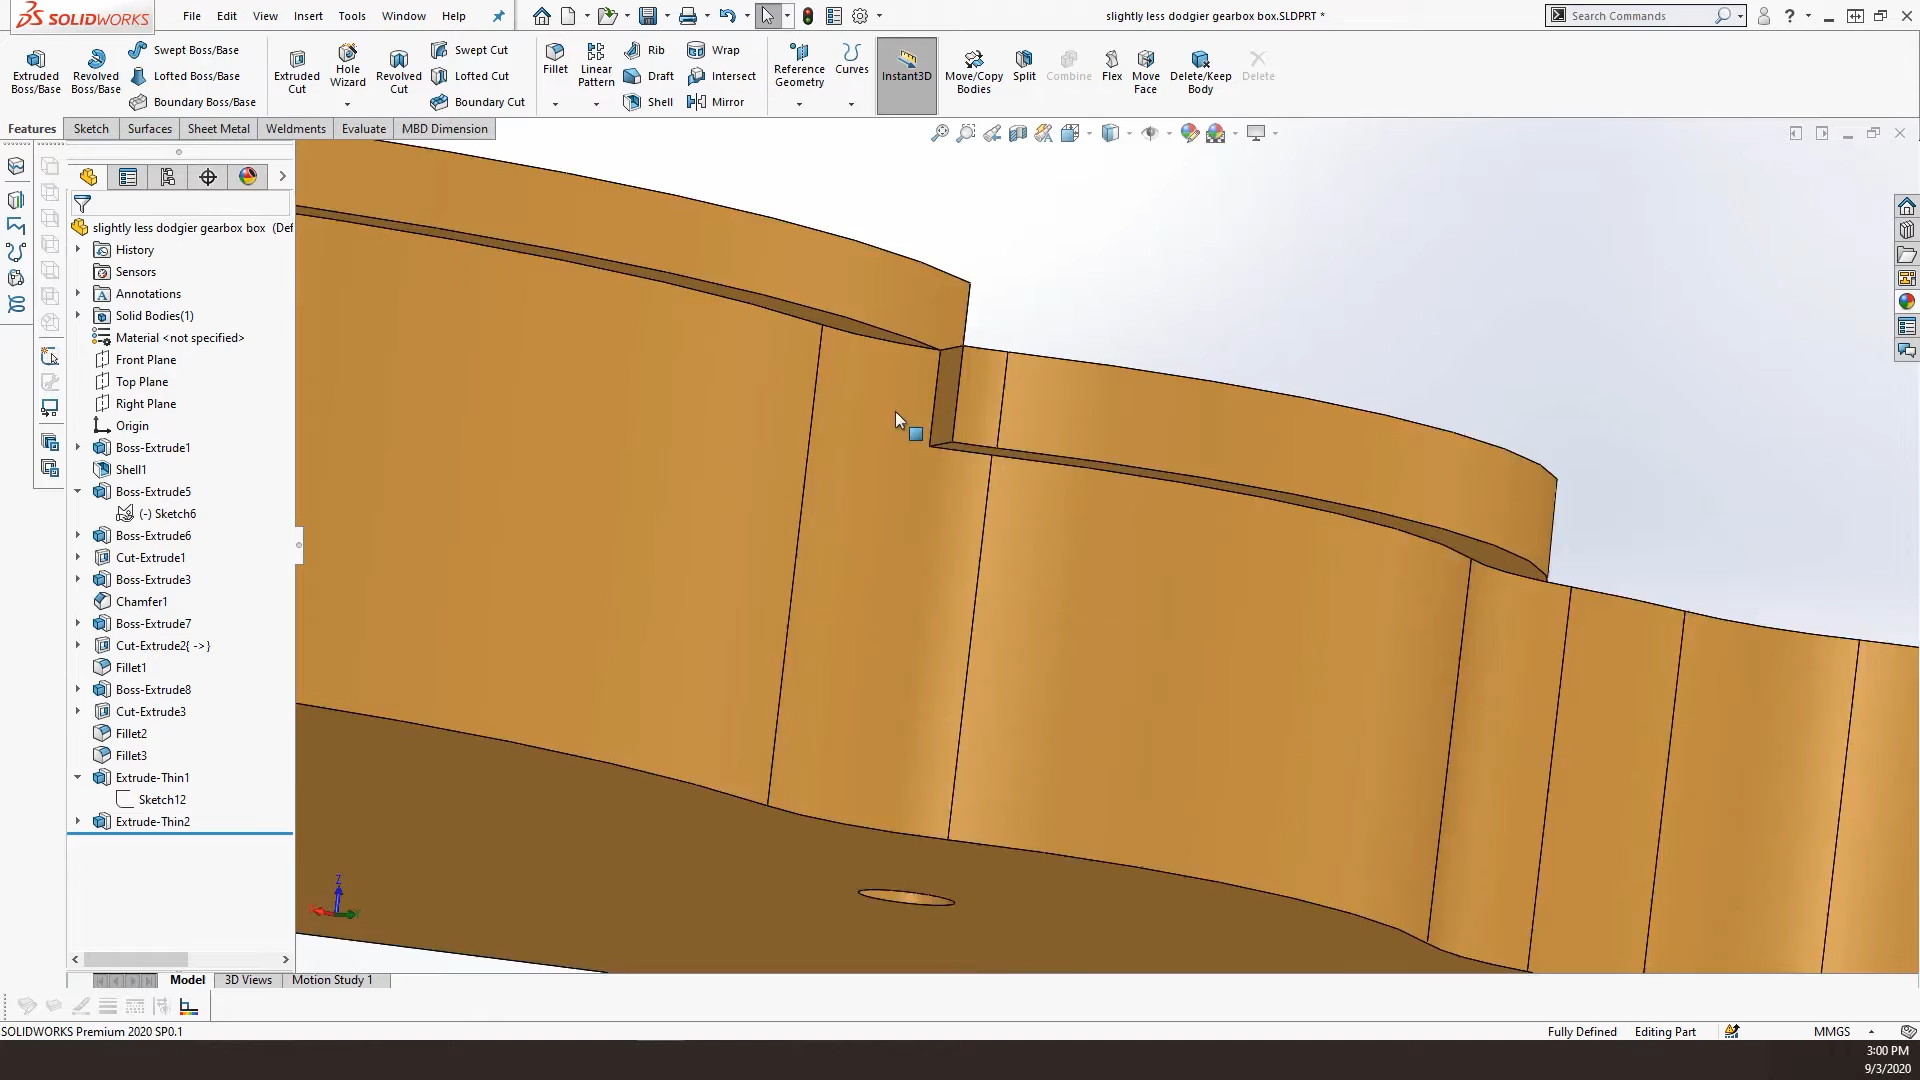 SOLIDWORKS
File Edit View Insert Tools Window Help
slightly less dodgier gearbox box.SLDPRT *
Search Commands
Extruded Boss/Base
Revolved Boss/Base
Swept Boss/Base
Lofted Boss/Base
Boundary Boss/Base
Extruded Cut
Hole Wizard
Revolved Cut
Swept Cut
Lofted Cut
Boundary Cut
Fillet
Linear Pattern
Rib
Draft
Shell
Wrap
Intersect
Mirror
Reference Geometry
Curves
Instant3D
Move/Copy Bodies
Split
Combine
Flex
Move Face
Delete/Keep Body
Delete
Features Sketch Surfaces Sheet Metal Weldments Evaluate MBD Dimension
slightly less dodgier gearbox box (Def
History
Sensors
Annotations
Solid Bodies(1)
Material <not specified>
Front Plane
Top Plane
Right Plane
Origin
Boss-Extrude1
Shell1
Boss-Extrude5
(-) Sketch6
Boss-Extrude6
Cut-Extrude1
Boss-Extrude3
Chamfer1
Boss-Extrude7
Cut-Extrude2{ ->}
Fillet1
Boss-Extrude8
Cut-Extrude3
Fillet2
Fillet3
Extrude-Thin1
Sketch12
Extrude-Thin2
Z
Model 3D Views Motion Study 1
SOLIDWORKS Premium 2020 SP0.1
Fully Defined Editing Part MMGS
3:00 PM
9/3/2020